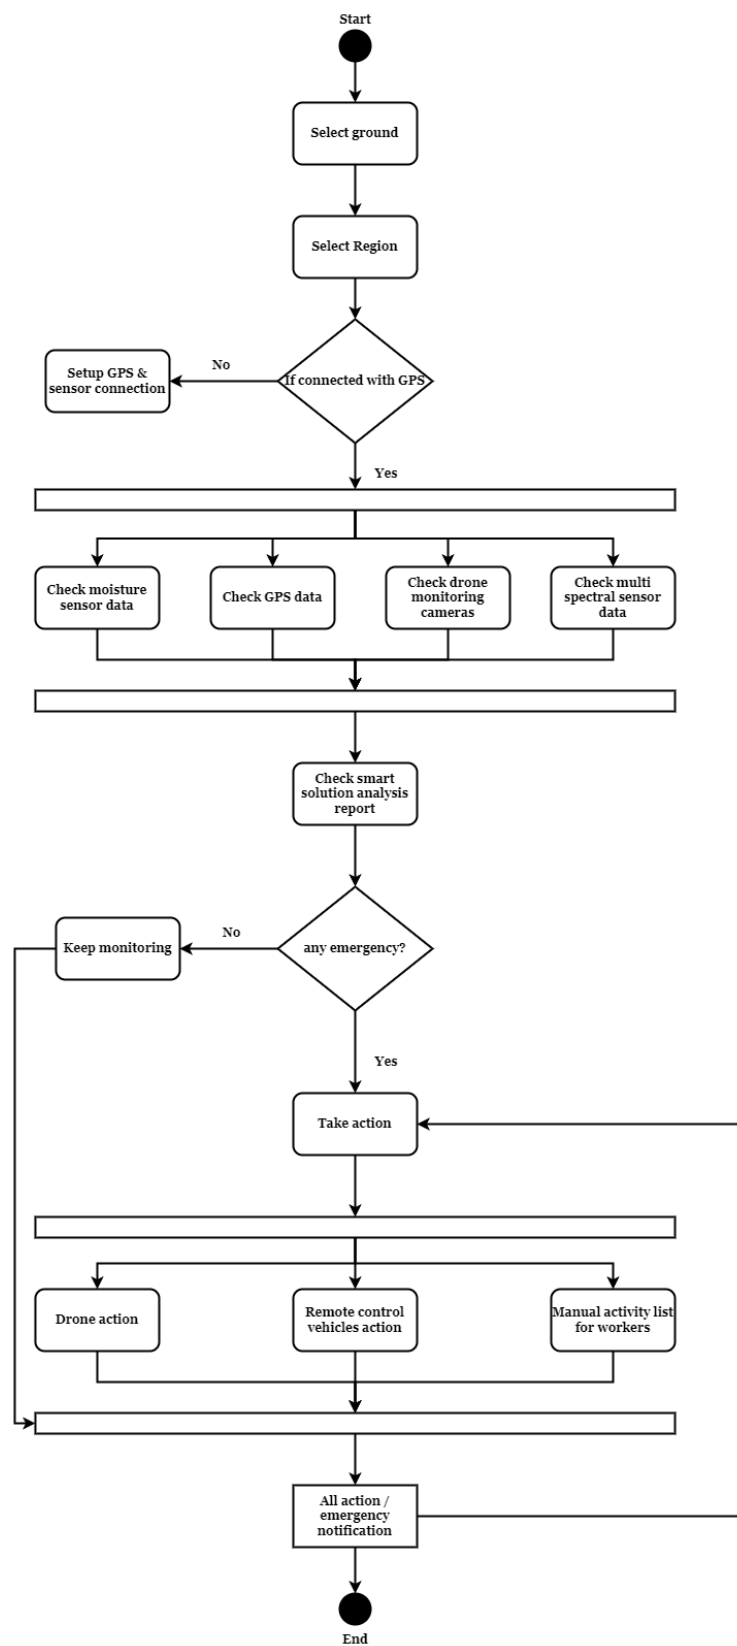 Start
Select ground
Select Region
If connected with GPS
No
Setup GPS &
sensor connection
Yes
Check moisture
sensor data
Check GPS data
Check drone
monitoring
cameras
Check multi
spectral sensor
data
Check smart
solution analysis
report
any emergency?
No
Keep monitoring
Yes
Take action
Drone action
Remote control
vehicles action
Manual activity list
for workers
All action /
emergency
notification
End